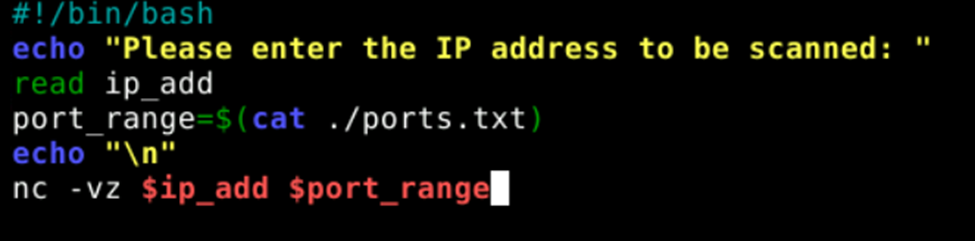 #!/bin/bash
echo "Please enter the IP address to be scanned: "
read ip_add
port_range=$(cat ./ports.txt)
echo "\n"
nc -vz $ip_add $port_range